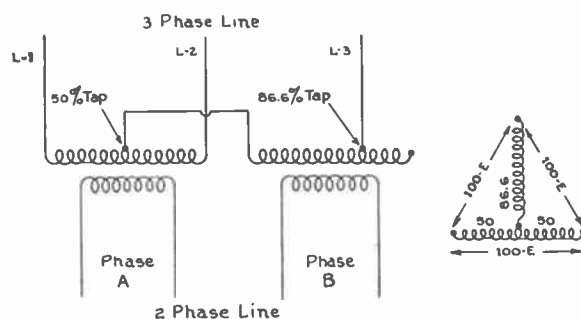 3 Phase Line
L-1
L-2
L-3
50% Tap
86.6% Tap
100-E
100-E
86.6
50
50
100-E
Phase
A
Phase
B
2 Phase Line